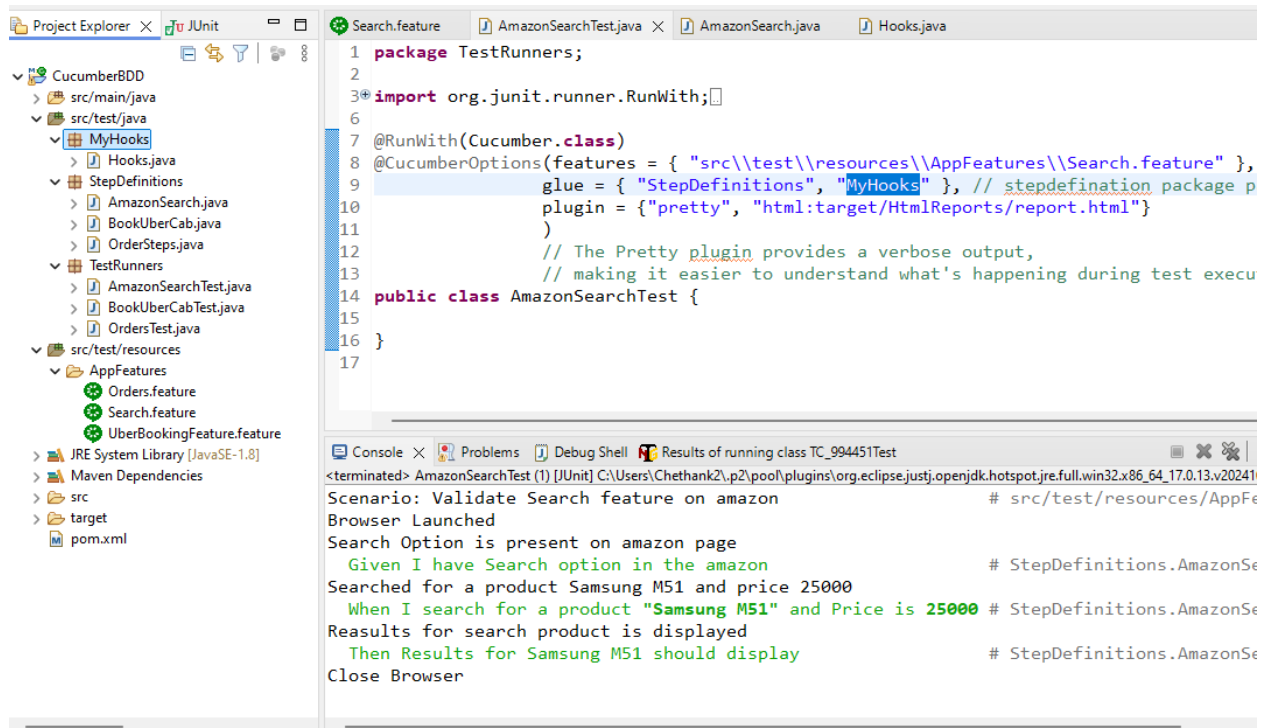 Project Explorer JUnit
CucumberBDD
src/main/java
src/test/java
MyHooks
Hooks.java
StepDefinitions
AmazonSearch.java
BookUberCab.java
OrderSteps.java
TestRunners
AmazonSearchTest.java
BookUberCabTest.java
OrdersTest.java
src/test/resources
AppFeatures
Orders.feature
Search.feature
UberBookingFeature.feature
JRE System Library [JavaSE-1.8]
Maven Dependencies
src
target
pom.xml
Search.feature AmazonSearchTest.java AmazonSearch.java Hooks.java
1 package TestRunners;
2
3 import org.junit.runner.RunWith;
6
7 @RunWith(Cucumber.class)
8 @CucumberOptions(features = { "src\\test\\resources\\AppFeatures\\Search.feature" },
9 glue = { "StepDefinitions", "MyHooks" }, // stepdefination package p
10 plugin = {"pretty", "html:target/HtmlReports/report.html"}
11 )
12 // The Pretty plugin provides a verbose output,
13 // making it easier to understand what's happening during test execu
14 public class AmazonSearchTest {
15
16 }
17
Console Problems Debug Shell Results of running class TC_994451Test
<terminated> AmazonSearchTest (1) [JUnit] C:\Users\Chethank2\.p2\pool\plugins\org.eclipse.justj.openjdk.hotspot.jre.full.win32.x86_64_17.0.13.v20241
Scenario: Validate Search feature on amazon # src/test/resources/AppFe
Browser Launched
Search Option is present on amazon page
Given I have Search option in the amazon # StepDefinitions.AmazonSe
Searched for a product Samsung M51 and price 25000
When I search for a product "Samsung M51" and Price is 25000 # StepDefinitions.AmazonSe
Reasults for search product is displayed
Then Results for Samsung M51 should display # StepDefinitions.AmazonSe
Close Browser